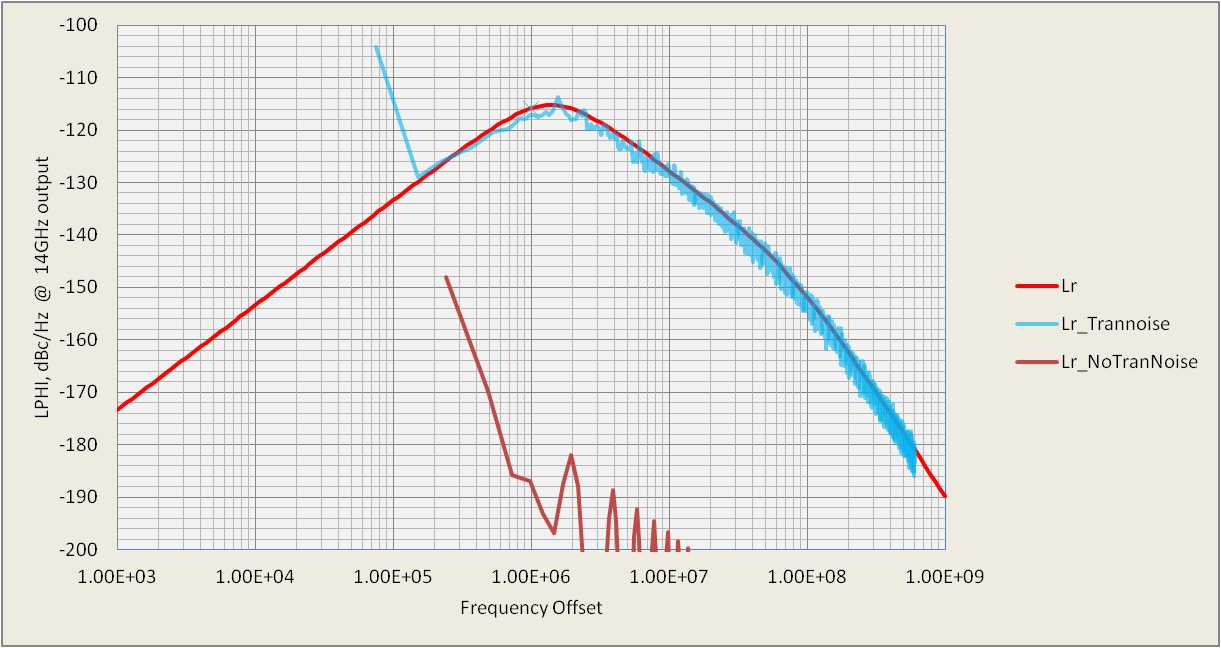 -100
-110
-120
-130
-140
-150
-160
-170
-180
-190
-200
LPHI, dBc/Hz @ 14GHz output
1.00E+03 1.00E+04 1.00E+05 1.00E+06 1.00E+07 1.00E+08 1.00E+09
Frequency Offset
Lr
Lr_Trannoise
Lr_NoTranNoise